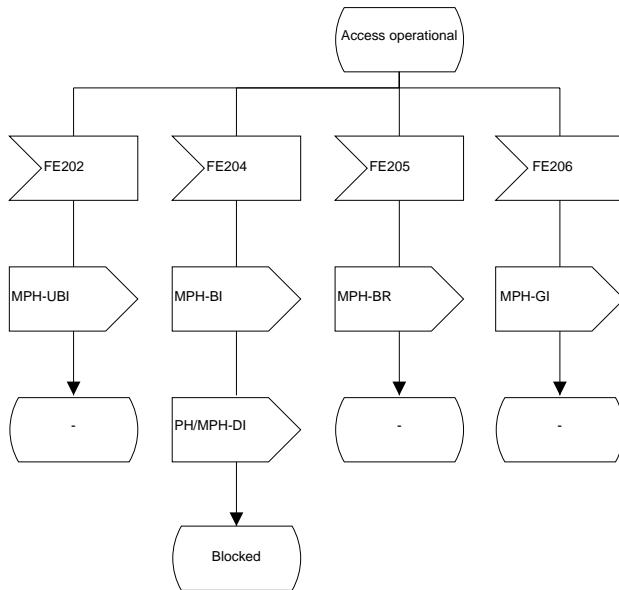 Access operational
FE202
FE204
FE205
FE206
MPH-UBI
MPH-BI
MPH-BR
MPH-GI
-
PH/MPH-DI
-
-
Blocked